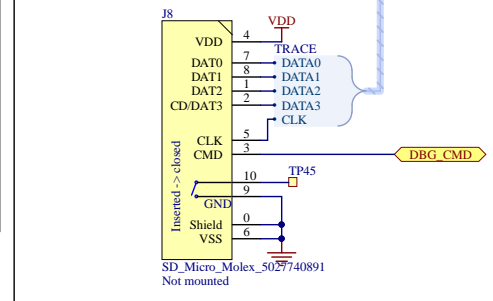 J8
VDD
VDD 4
TRACE
DAT0 7 DATA0
DAT1 8 DATA1
DAT2 1 DATA2
CD/DAT3 2 DATA3
CLK
CLK 5
CMD 3 DBG_CMD
Inserted -> closed
10 TP45
9
GND
Shield 0
VSS 6
SD_Micro_Molex_5027740891
Not mounted